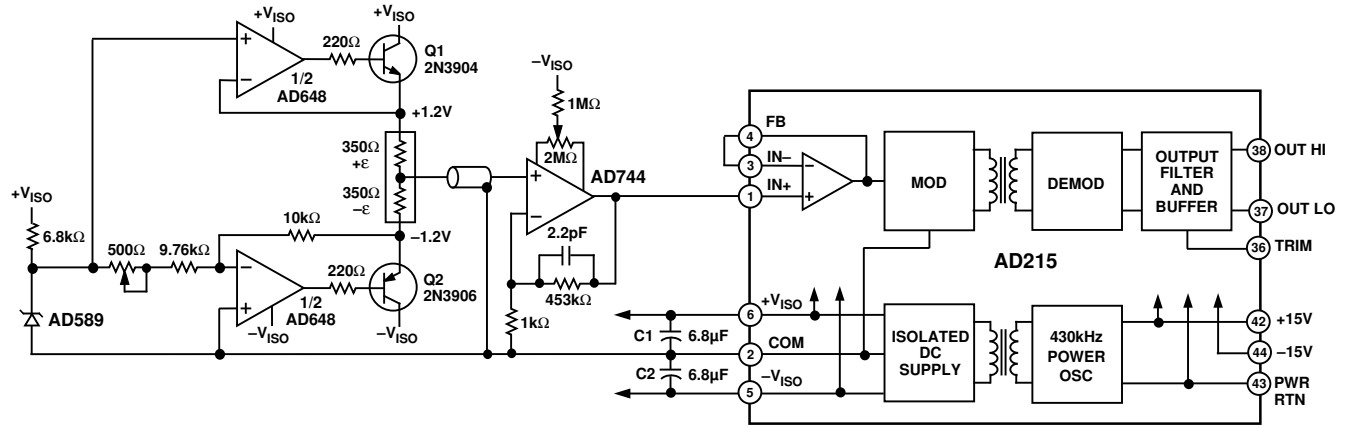 +VISO
+VISO
220Ω
Q1
2N3904
1/2
AD648
+1.2V
350Ω
+ε
350Ω
–ε
–VISO
1MΩ
2MΩ
AD744
2.2pF
453kΩ
1kΩ
+VISO
6.8kΩ
500Ω
9.76kΩ
10kΩ
–1.2V
220Ω
Q2
2N3906
1/2
AD648
–VISO
–VISO
AD589
C1
6.8µF
C2
6.8µF
4
FB
3
IN–
1
IN+
MOD
DEMOD
OUTPUT
FILTER
AND
BUFFER
38 OUT HI
37 OUT LO
36 TRIM
AD215
+VISO
6
COM
2
–VISO
5
ISOLATED
DC
SUPPLY
430kHz
POWER
OSC
42 +15V
44 –15V
43 PWR
RTN